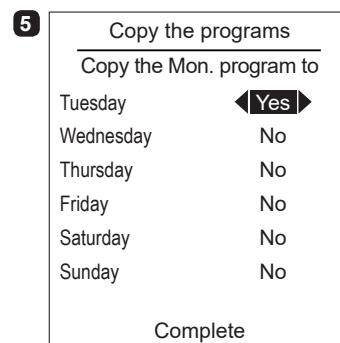 5
Copy the programs
Copy the Mon. program to
Tuesday Yes
Wednesday No
Thursday No
Friday No
Saturday No
Sunday No
Complete